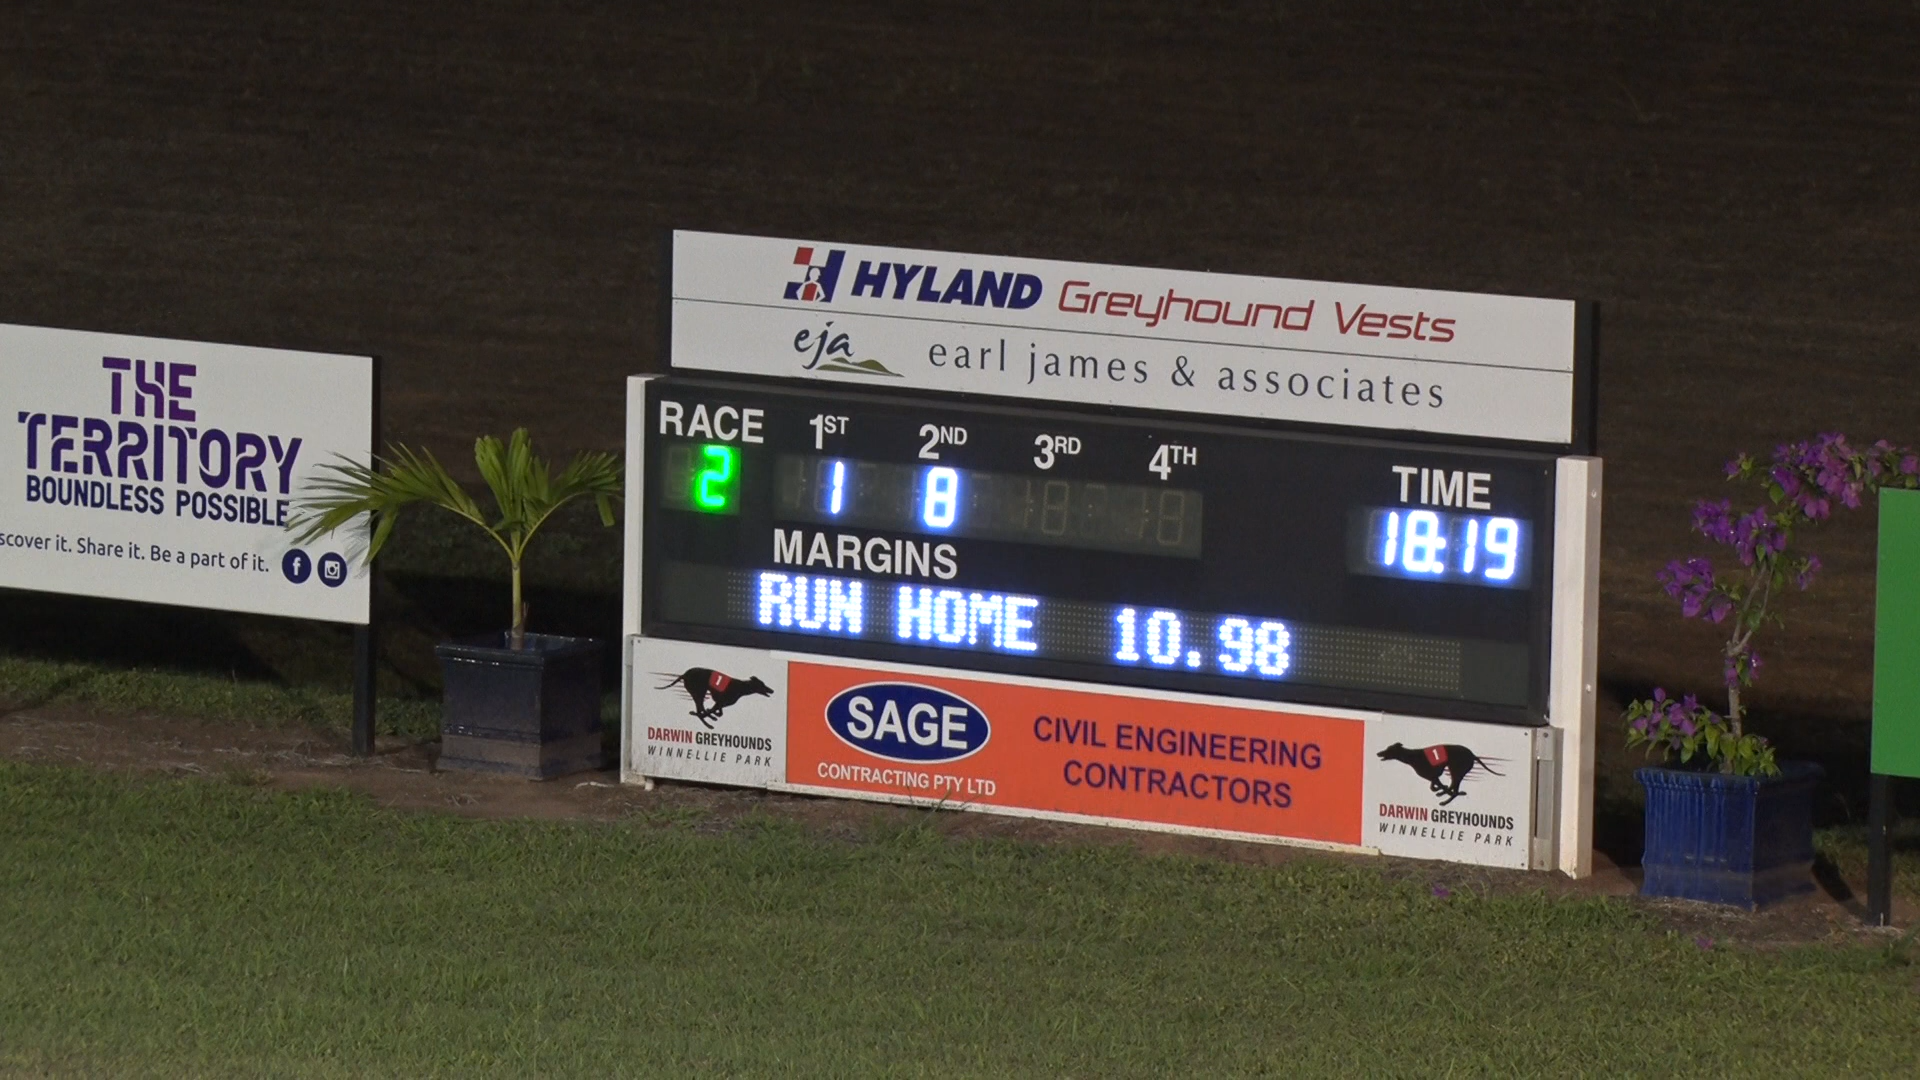 HYLAND Greyhound Vests
eja earl james & associates
THE
TERRITORY
BOUNDLESS POSSIBLE
scover it. Share it. Be a part of it.
RACE 1ST 2ND 3RD 4TH TIME
2 1 8 18:19
MARGINS
RUN HOME 10.98
1
DARWIN GREYHOUNDS
WINNELLIE PARK
SAGE
CONTRACTING PTY LTD
CIVIL ENGINEERING
CONTRACTORS
1
DARWIN GREYHOUNDS
WINNELLIE PARK